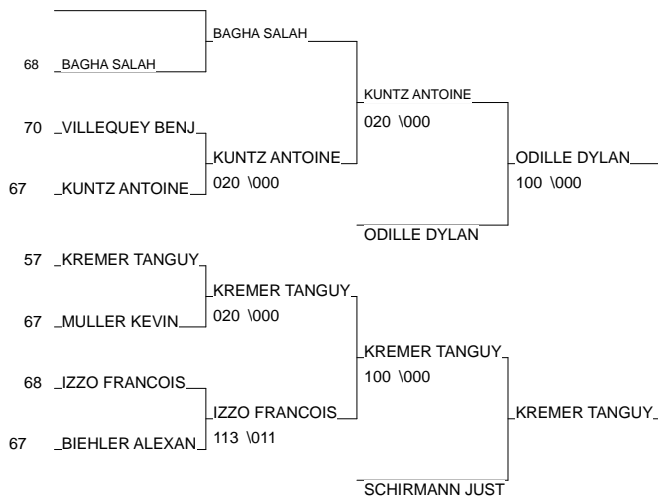 BAGHA SALAH
68 BAGHA SALAH
KUNTZ ANTOINE
020 \000
70 VILLEQUEY BENJ
KUNTZ ANTOINE
020 \000
ODILLE DYLAN
100 \000
67 KUNTZ ANTOINE
ODILLE DYLAN
57 KREMER TANGUY
KREMER TANGUY
020 \000
67 MULLER KEVIN
KREMER TANGUY
100 \000
68 IZZO FRANCOIS
IZZO FRANCOIS
113 \011
KREMER TANGUY
67 BIEHLER ALEXAN
SCHIRMANN JUST